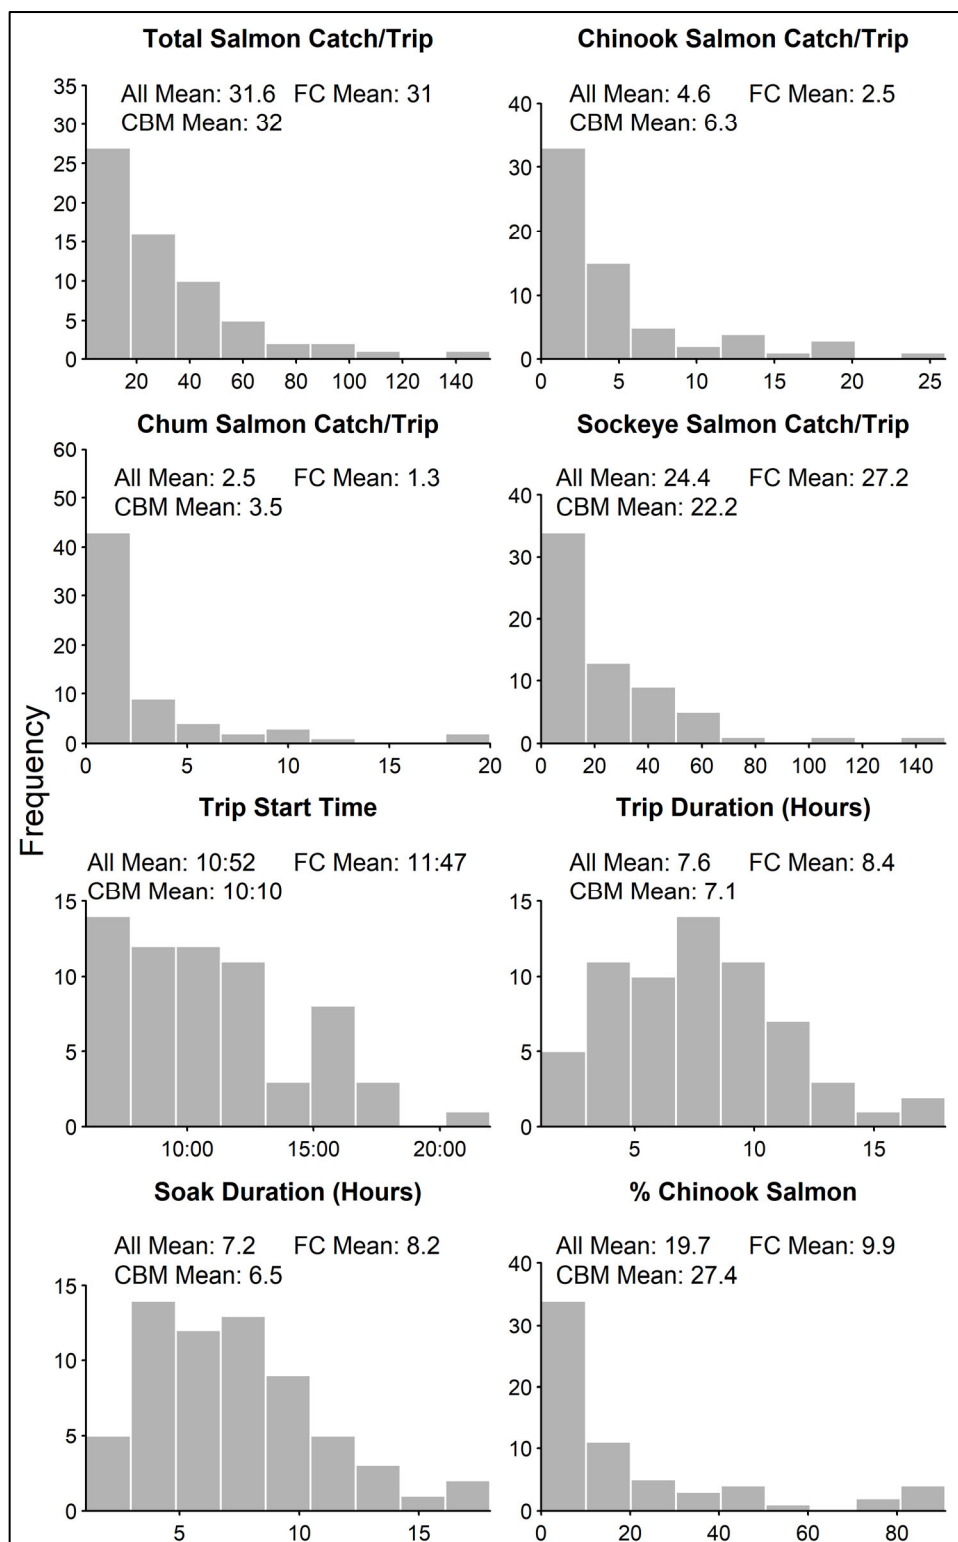 Total Salmon Catch/Trip
All Mean: 31.6 FC Mean: 31
CBM Mean: 32
35
30
25
20
15
10
5
0
20 40 60 80 100 120 140
Chinook Salmon Catch/Trip
All Mean: 4.6 FC Mean: 2.5
CBM Mean: 6.3
40
30
20
10
0
0 5 10 15 20 25
Chum Salmon Catch/Trip
All Mean: 2.5 FC Mean: 1.3
CBM Mean: 3.5
60
50
40
30
20
10
0
0 5 10 15 20
Sockeye Salmon Catch/Trip
All Mean: 24.4 FC Mean: 27.2
CBM Mean: 22.2
40
30
20
10
0
0 20 40 60 80 100 120 140
Frequency
Trip Start Time
All Mean: 10:52 FC Mean: 11:47
CBM Mean: 10:10
15
10
5
0
10:00 15:00 20:00
Trip Duration (Hours)
All Mean: 7.6 FC Mean: 8.4
CBM Mean: 7.1
15
10
5
0
5 10 15
Soak Duration (Hours)
All Mean: 7.2 FC Mean: 8.2
CBM Mean: 6.5
15
10
5
0
5 10 15
% Chinook Salmon
All Mean: 19.7 FC Mean: 9.9
CBM Mean: 27.4
40
30
20
10
0
0 20 40 60 80